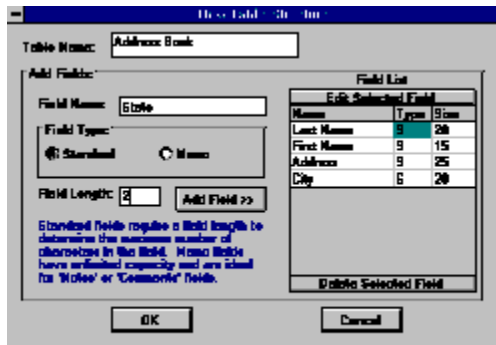 Table Name: Address Book
Add Fields:
Field Name: State
Field Type:
Standard Memo
Field Length: 2
Add Field >>
Standard fields require a field length to
determine the maximum number of
characters in the field. Memo fields
have unlimited capacity and are ideal
for 'Notes' or 'Comments' fields.
Field List
Edit Selected Field
Name Type Size
Last Name 20
First Name 15
Address 25
City 20
Delete Selected Field
OK Cancel